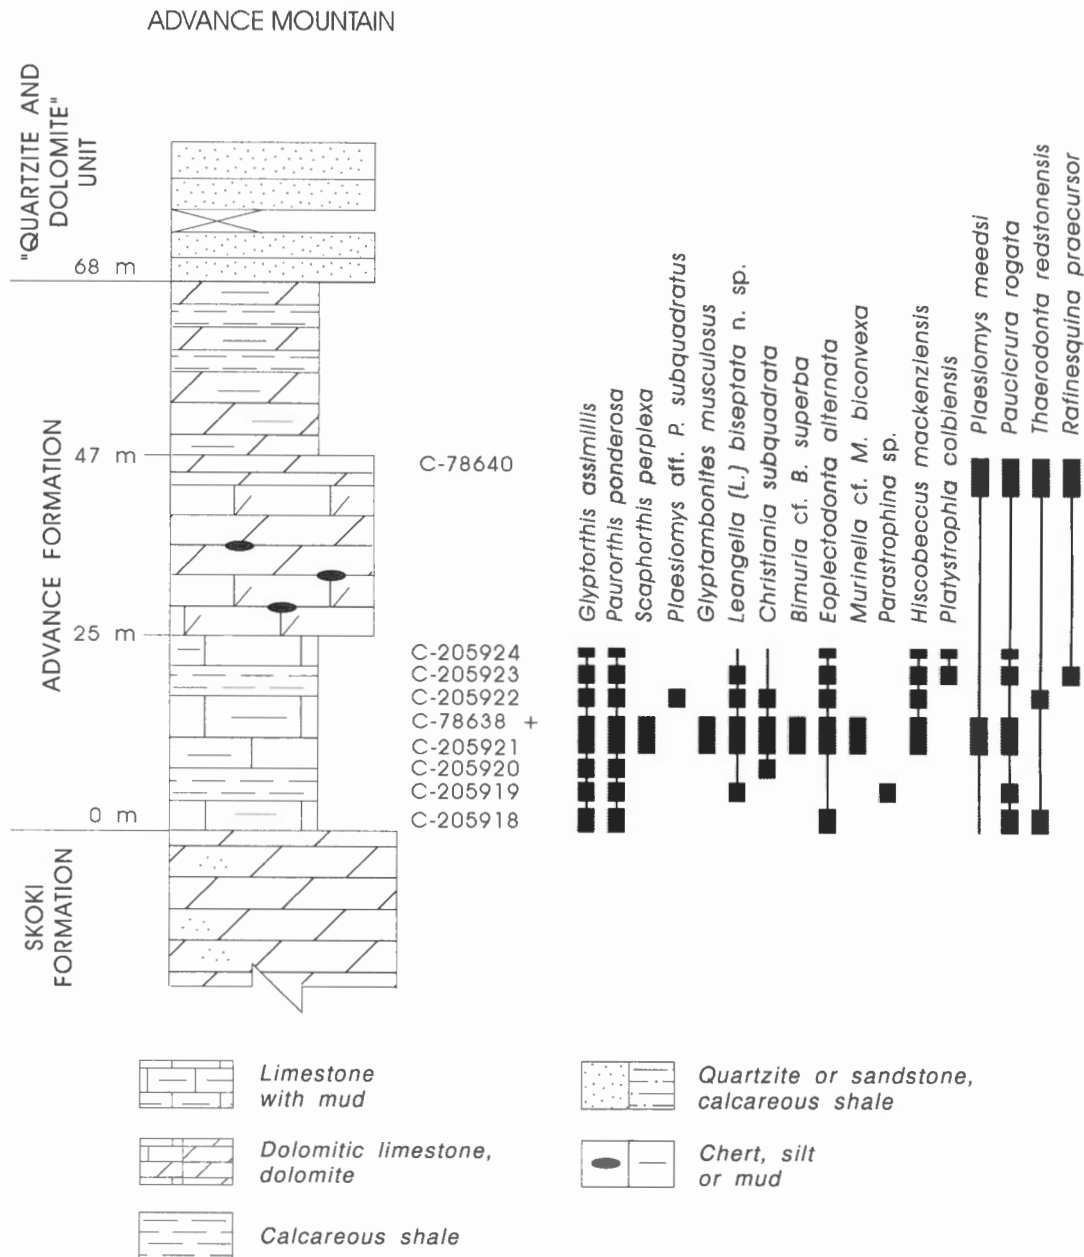 ADVANCE MOUNTAIN
"QUARTZITE AND
DOLOMITE"
UNIT
68 m
ADVANCE FORMATION
47 m
25 m
0 m
SKOKI
FORMATION
C-78640
C-205924
C-205923
C-205922
C-78638 +
C-205921
C-205920
C-205919
C-205918
Glyptorthis assimillis
Paurorthis ponderosa
Scaphorthis perplexa
Plaesiomys aff. P. subquadratus
Glyptambonites musculosus
Leangella (L.) biseptata n. sp.
Christiania subquadrata
Bimuria cf. B. superba
Eoplectodonta alternata
Murinella cf. M. biconvexa
Parastrophina sp.
Hiscobeccus mackenziensis
Platystrophia colbiensis
Plaesiomys meedsi
Paucicrura rogata
Thaerodonta redstonensis
Rafinesquina praecursor
Limestone
with mud
Dolomitic limestone,
dolomite
Calcareous shale
Quartzite or sandstone,
calcareous shale
Chert, silt
or mud